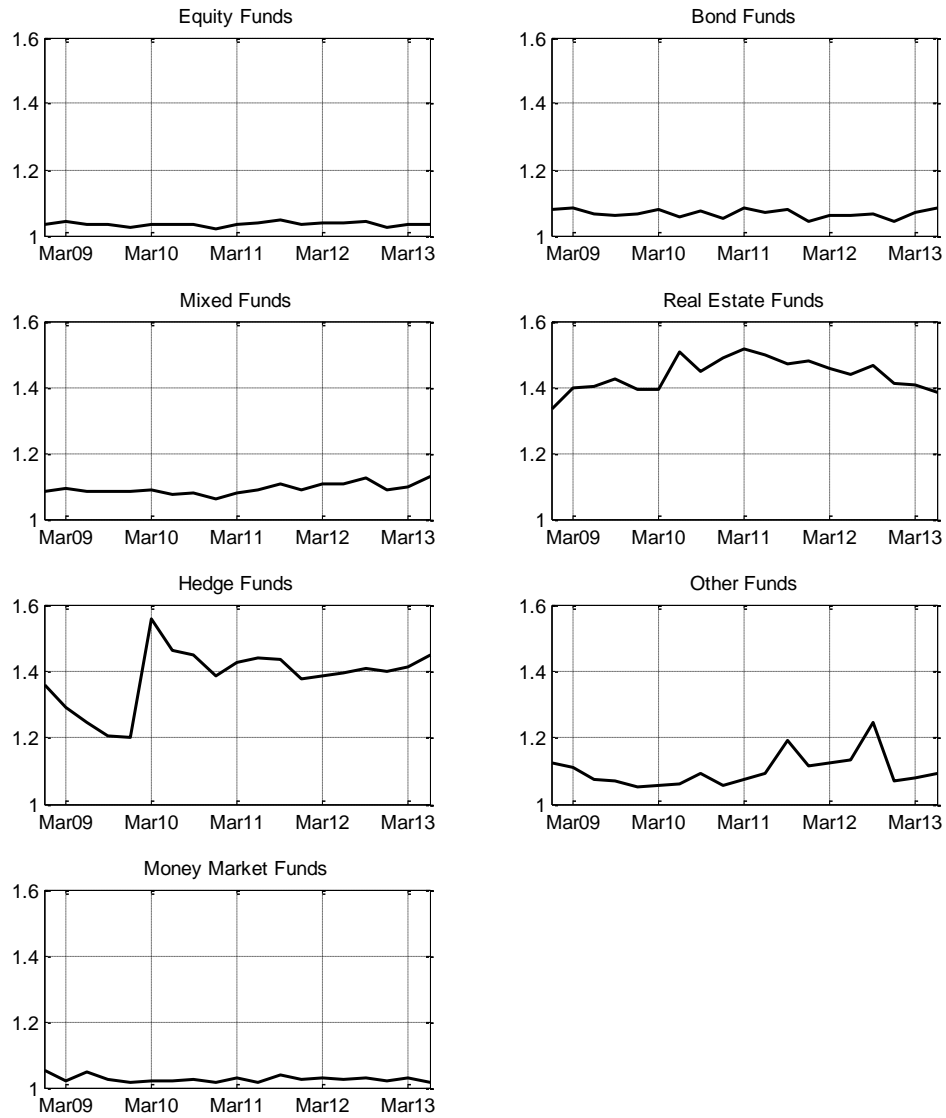 Equity Funds
1.6
1.4
1.2
1
Mar09 Mar10 Mar11 Mar12 Mar13
Bond Funds
1.6
1.4
1.2
1
Mar09 Mar10 Mar11 Mar12 Mar13
Mixed Funds
1.6
1.4
1.2
1
Mar09 Mar10 Mar11 Mar12 Mar13
Real Estate Funds
1.6
1.4
1.2
1
Mar09 Mar10 Mar11 Mar12 Mar13
Hedge Funds
1.6
1.4
1.2
1
Mar09 Mar10 Mar11 Mar12 Mar13
Other Funds
1.6
1.4
1.2
1
Mar09 Mar10 Mar11 Mar12 Mar13
Money Market Funds
1.6
1.4
1.2
1
Mar09 Mar10 Mar11 Mar12 Mar13